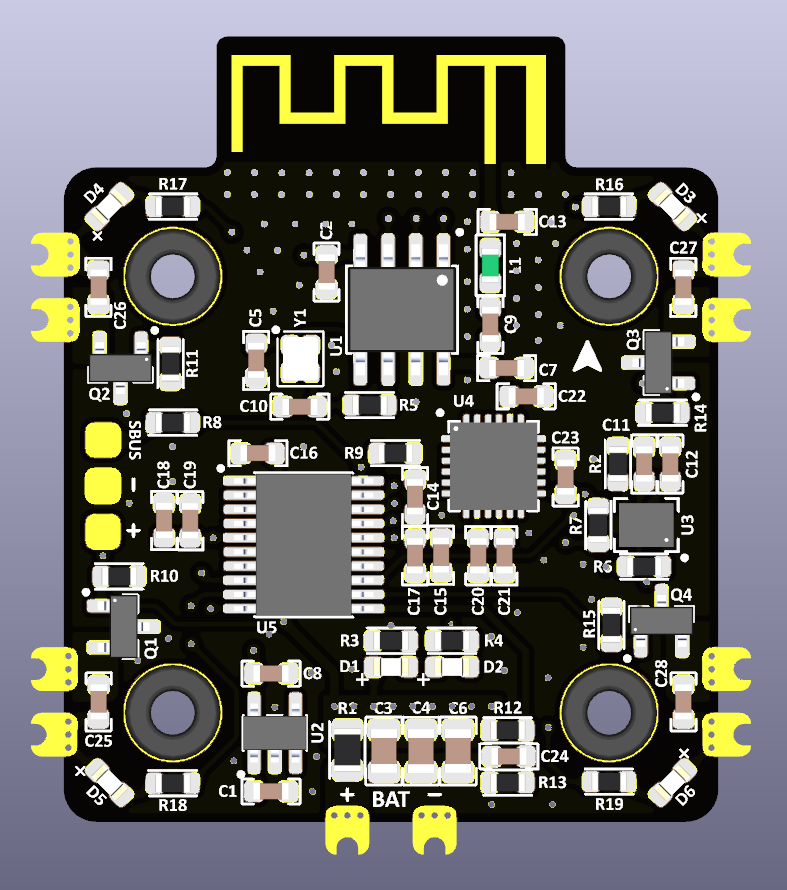 D4
R17
R16
D3
C13
C2
C27
L1
C26
C5
Y1
U1
C9
Q3
R11
C7
Q2
C10
R5
U4
C22
R14
R8
SBUS
C16
R9
C23
R2
C11
C12
C18
C19
C14
−
+
R7
U3
R10
R6
C17
C15
C20
C21
Q4
Q1
U5
R3
R4
R15
D1
D2
C8
+
+
C28
C25
U2
R1
C3
C4
C6
R12
C24
D5
R18
C1
R13
R19
D6
+ BAT −